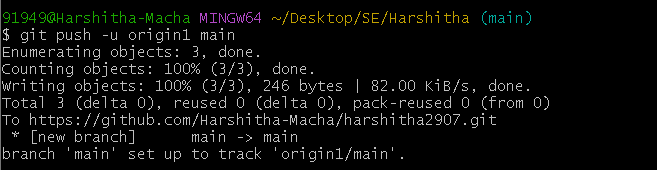 91949@Harshitha-Macha MINGW64 ~/Desktop/SE/Harshitha (main)
$ git push -u origin1 main
Enumerating objects: 3, done.
Counting objects: 100% (3/3), done.
Writing objects: 100% (3/3), 246 bytes | 82.00 KiB/s, done.
Total 3 (delta 0), reused 0 (delta 0), pack-reused 0 (from 0)
To https://github.com/Harshitha-Macha/harshitha2907.git
 * [new branch]      main -> main
branch 'main' set up to track 'origin1/main'.